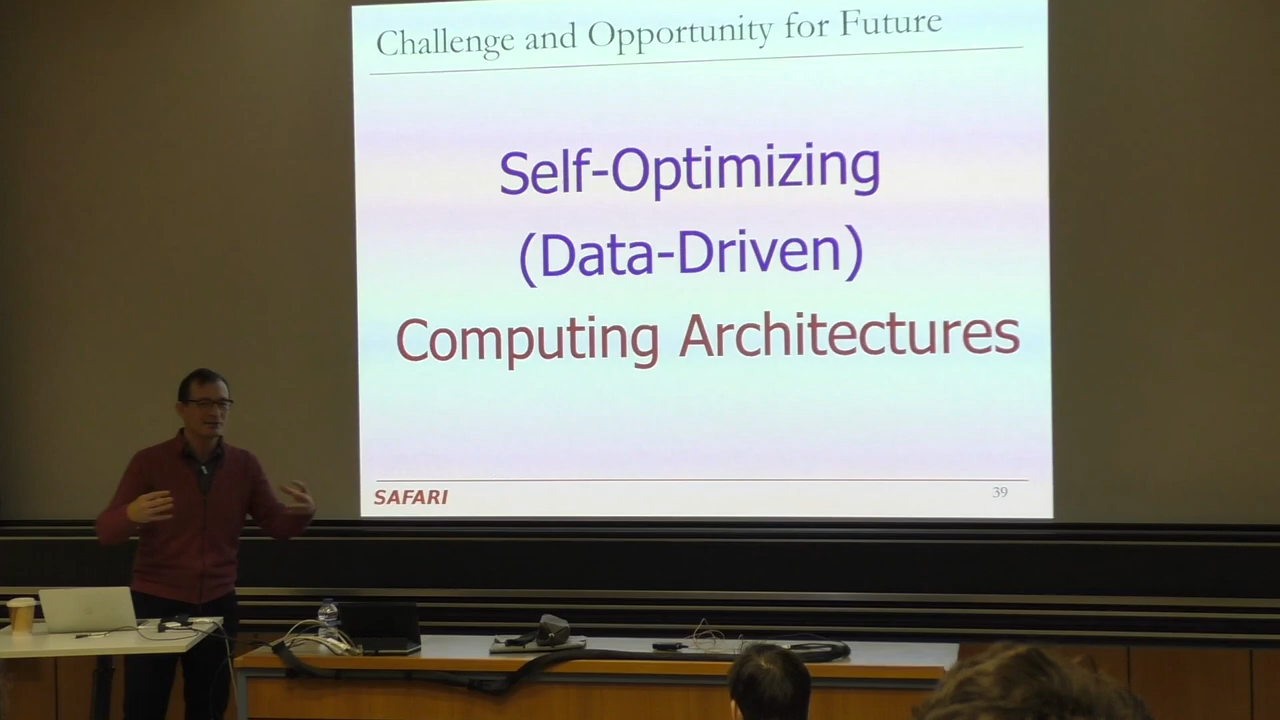 Challenge and Opportunity for Future
Self-Optimizing
(Data-Driven)
Computing Architectures
SAFARI
39